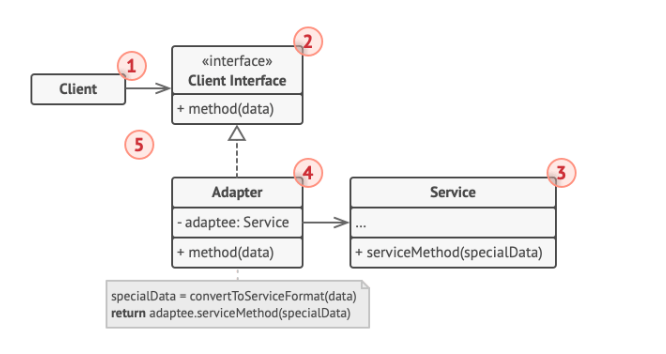 1
2
«interface»
Client Interface
Client
+ method(data)
5
4
3
Adapter
Service
- adaptee: Service
...
+ method(data)
+ serviceMethod(specialData)
specialData = convertToServiceFormat(data)
return adaptee.serviceMethod(specialData)